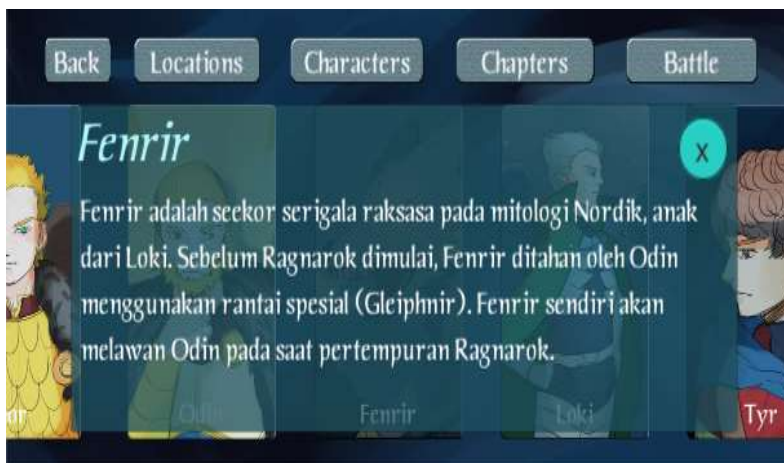 Back Locations Characters Chapters Battle
Fenrir
X
Fenrir adalah seekor serigala raksasa pada mitologi Nordik, anak
dari Loki. Sebelum Ragnarok dimulai, Fenrir ditahan oleh Odin
menggunakan rantai spesial (Gleiphnir). Fenrir sendiri akan
melawan Odin pada saat pertempuran Ragnarok.
or Odin Fenrir Loki Tyr